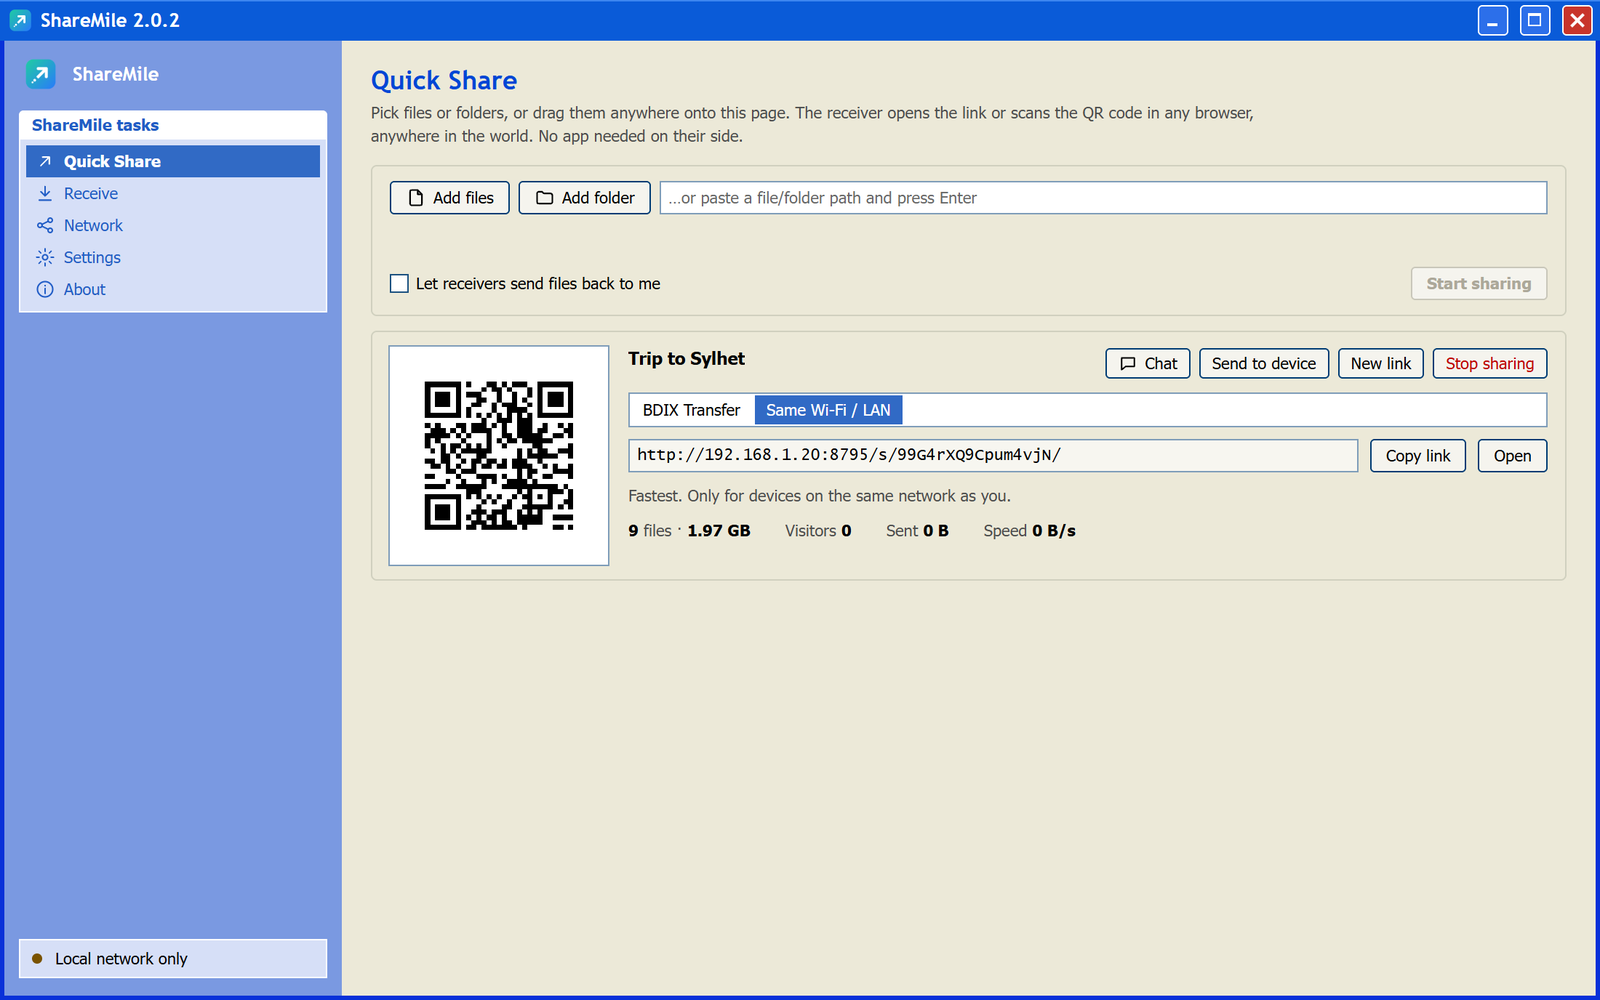 ShareMile 2.0.2
ShareMile
ShareMile tasks
Quick Share
Receive
Network
Settings
About
Local network only
Quick Share
Pick files or folders, or drag them anywhere onto this page. The receiver opens the link or scans the QR code in any browser,
anywhere in the world. No app needed on their side.
Add files
Add folder
...or paste a file/folder path and press Enter
Let receivers send files back to me
Start sharing
Trip to Sylhet
Chat
Send to device
New link
Stop sharing
BDIX Transfer
Same Wi-Fi / LAN
http://192.168.1.20:8795/s/99G4rXQ9Cpum4vjN/
Copy link
Open
Fastest. Only for devices on the same network as you.
9 files · 1.97 GB
Visitors 0
Sent 0 B
Speed 0 B/s